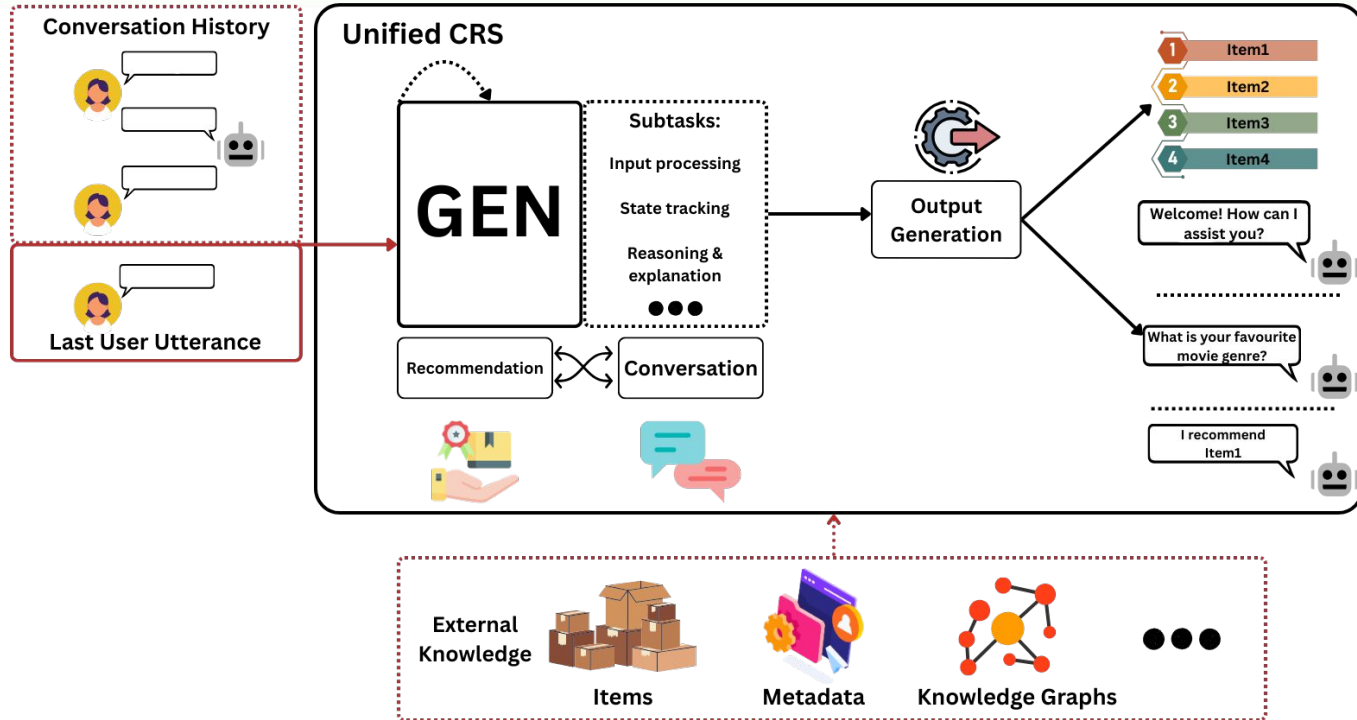 Conversation History
Last User Utterance
Unified CRS
GEN
Subtasks:
Input processing
State tracking
Reasoning &
explanation
Recommendation
Conversation
Output
Generation
1 Item1
2 Item2
3 Item3
4 Item4
Welcome! How can I
assist you?
What is your favourite
movie genre?
I recommend
Item1
External
Knowledge
Items
Metadata
Knowledge Graphs